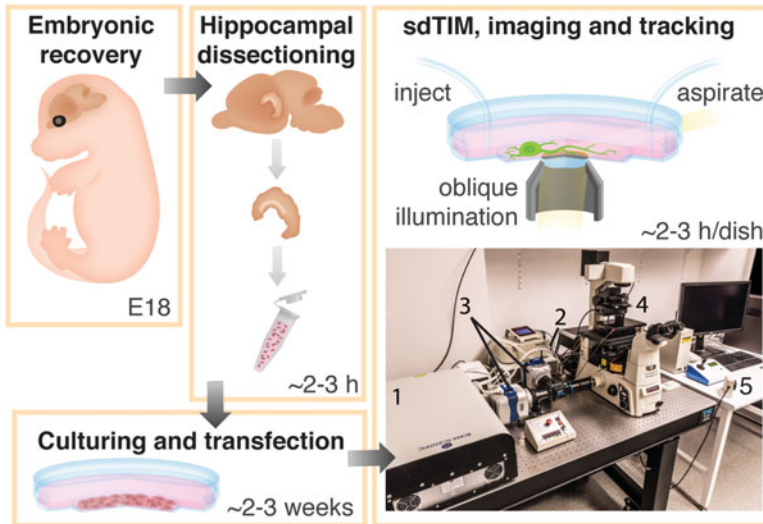 Embryonic
recovery
E18
Hippocampal
dissectioning
~2-3 h
Culturing and transfection
~2-3 weeks
sdTIM, imaging and tracking
inject
aspirate
oblique
illumination
~2-3 h/dish
1
2
3
4
5